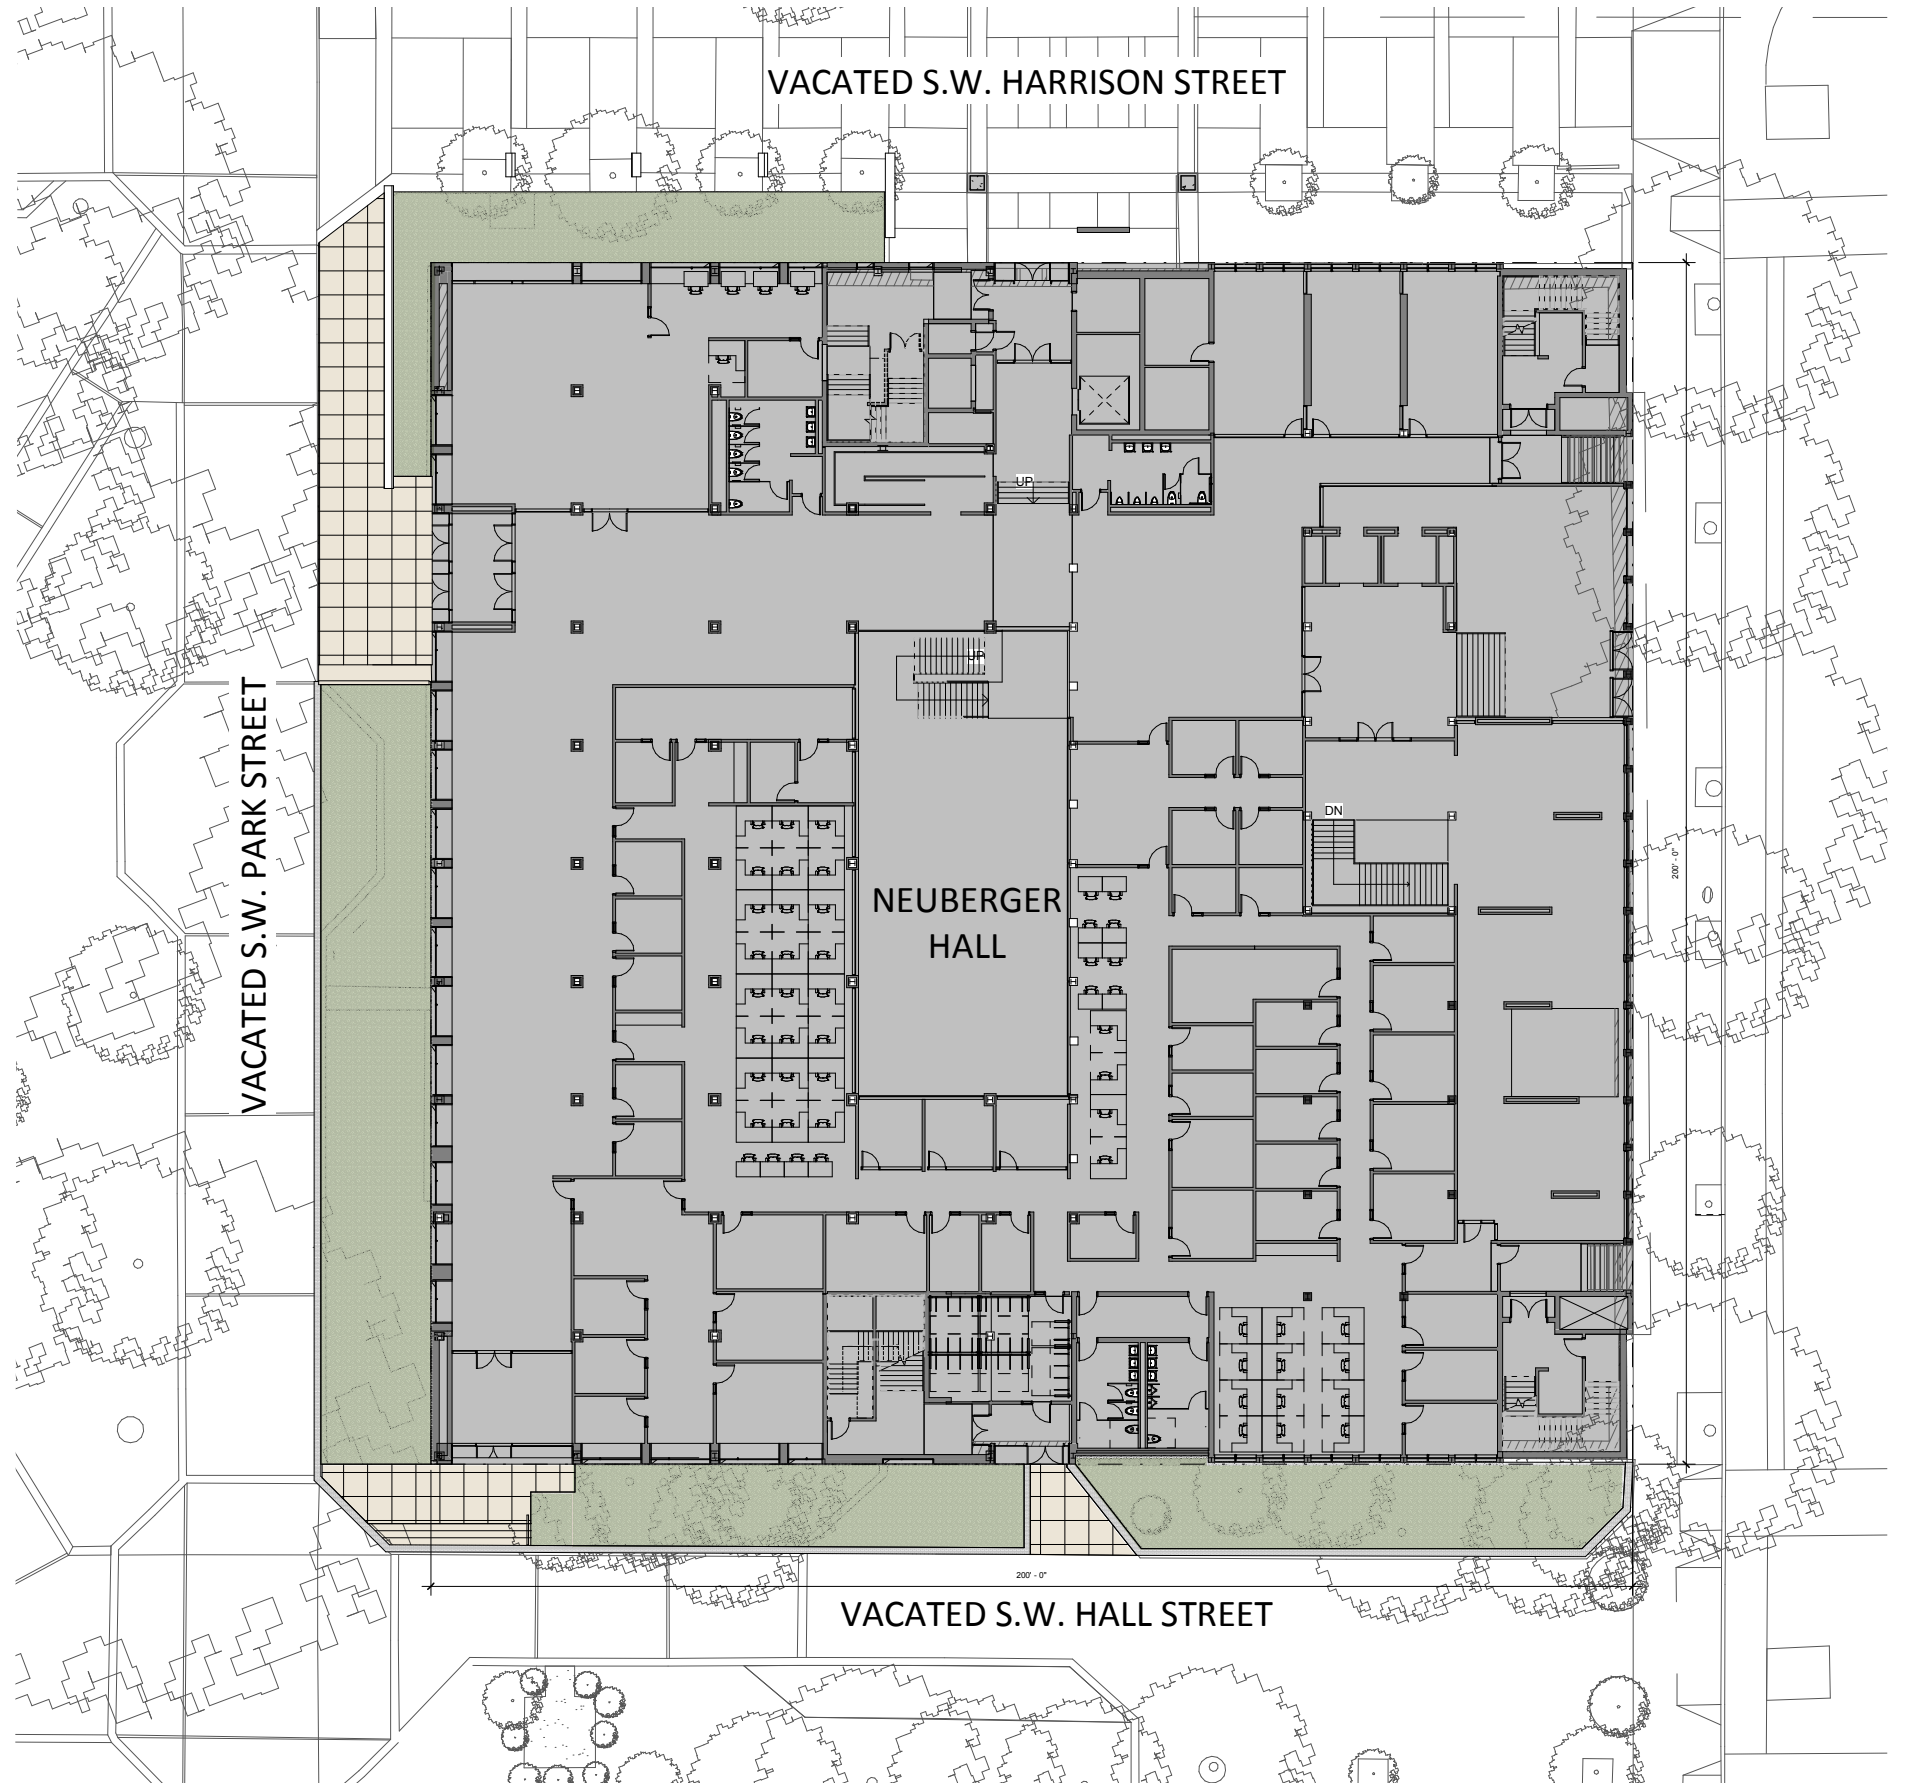 VACATED S.W. HARRISON STREET
UP
UP
VACATED S.W. PARK STREET
DN
200' - 0"
NEUBERGER
HALL
200' - 0"
VACATED S.W. HALL STREET